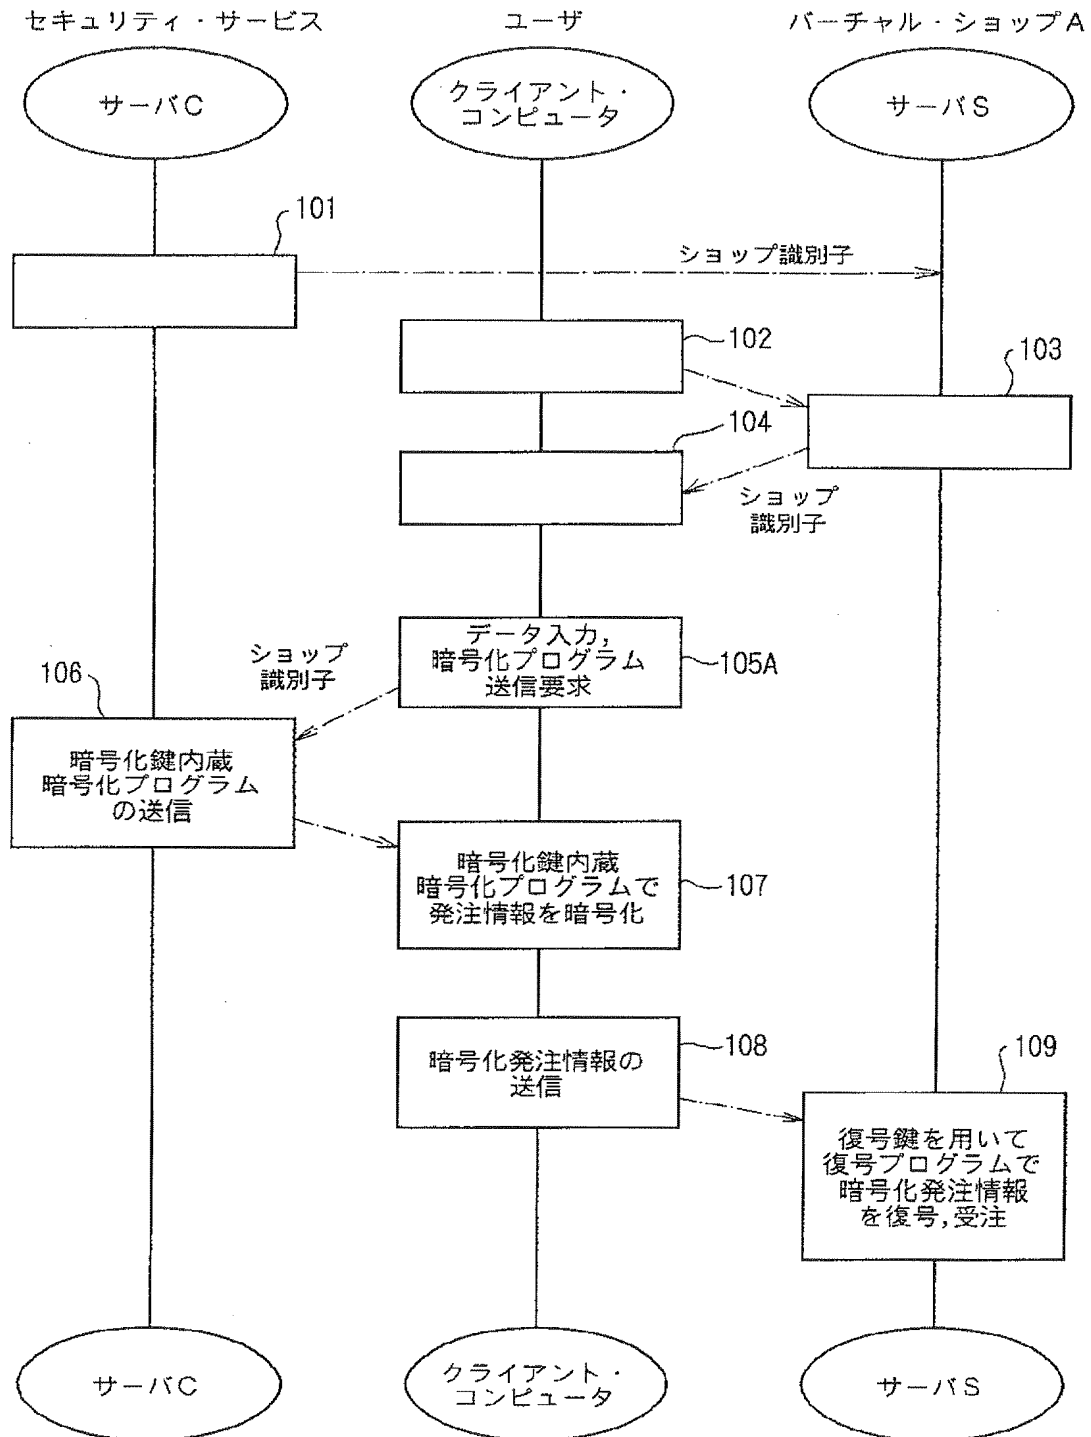 セキュリティ・サービス
ユーザ
バーチャル・ショップA
サーバC
クライアント・
コンピュータ
サーバS
101
ショップ識別子
102
103
104
ショップ
識別子
データ入力,
暗号化プログラム
送信要求
105A
ショップ
識別子
106
暗号化鍵内蔵
暗号化プログラム
の送信
暗号化鍵内蔵
暗号化プログラムで
発注情報を暗号化
107
暗号化発注情報の
送信
108
109
復号鍵を用いて
復号プログラムで
暗号化発注情報
を復号,受注
サーバC
クライアント・
コンピュータ
サーバS